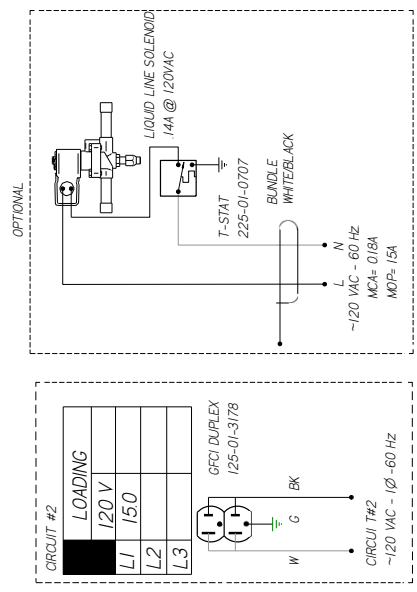 OPTIONAL
LIQUID LINE SOLENOID
.14A @ 120VAC
T-STAT
225-01-0707
BUNDLE
WHITE/BLACK
L
N
~120 VAC - 60 Hz.
MCA= 0.18A
MOP= 15A
CIRCUIT #2
LOADING
120 V
L1 15.0
L2
L3
GFCI DUPLEX
125-01-3178
W G BK
CIRCUI T#2
~120 VAC - 1Ø -60 Hz